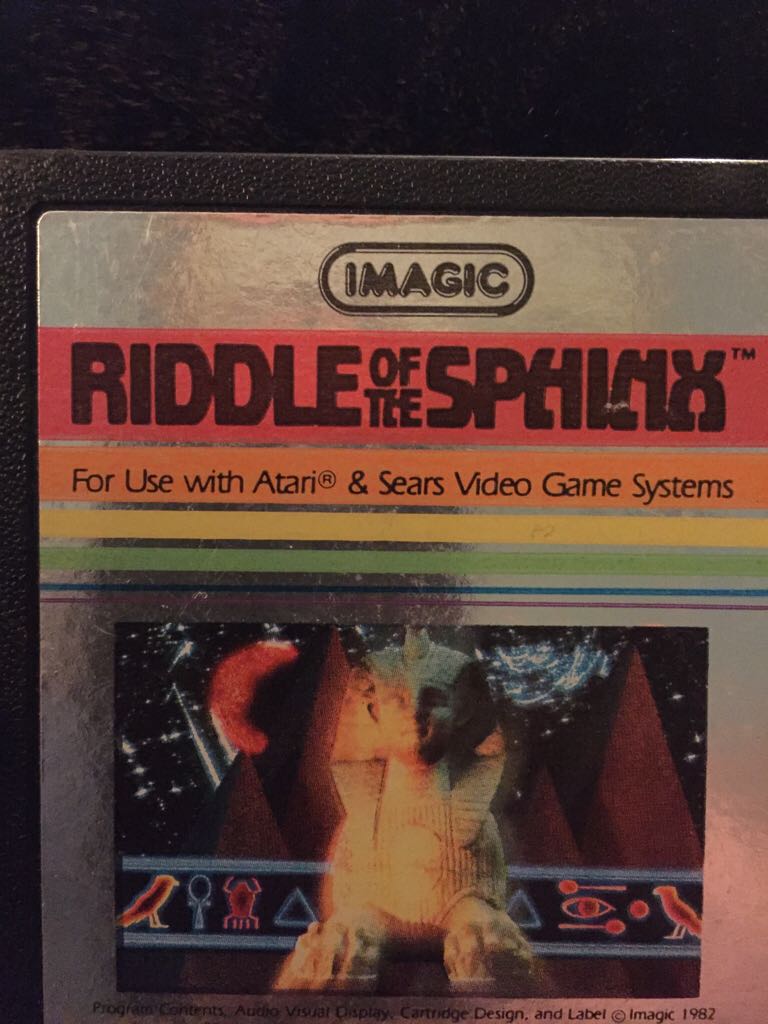 IMAGIC
RIDDLE OF THE SPHINX™
For Use with Atari® & Sears Video Game Systems
Program Contents, Audio Visual Display, Cartridge Design, and Label © Imagic 1982